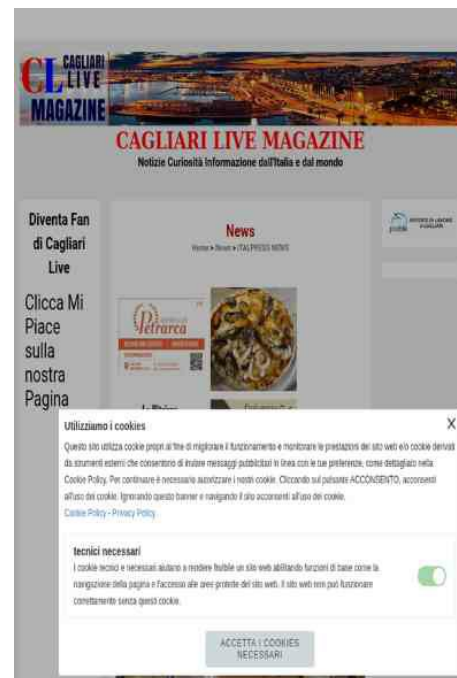 CL CAGLIARI
LIVE
MAGAZINE
CAGLIARI LIVE MAGAZINE
Notizie Curiosità Informazione dall'Italia e dal mondo
Diventa Fan
di Cagliari
Live
Clicca Mi
Piace
sulla
nostra
Pagina
News
Home > News > ITALPRESS NEWS
Petrarca
Utilizziamo i cookies
X
Questo sito utilizza cookie propri al fine di migliorare il funzionamento e monitorare le prestazioni del sito web e/o cookie derivati
da strumenti esterni che consentono di inviare messaggi pubblicitari in linea con le tue preferenze, come dettagliato nella
Cookie Policy. Per continuare è necessario autorizzare i nostri cookie. Cliccando sul pulsante ACCONSENTO, acconsenti
all'uso dei cookie. Ignorando questo banner e navigando il sito acconsenti all'uso dei cookie.
Cookie Policy - Privacy Policy
tecnici necessari
I cookie tecnici e necessari aiutano a rendere fruibile un sito web abilitando funzioni di base come la
navigazione della pagina e l'accesso alle aree protette del sito web. Il sito web non può funzionare
correttamente senza questi cookie.
ACCETTA I COOKIES
NECESSARI